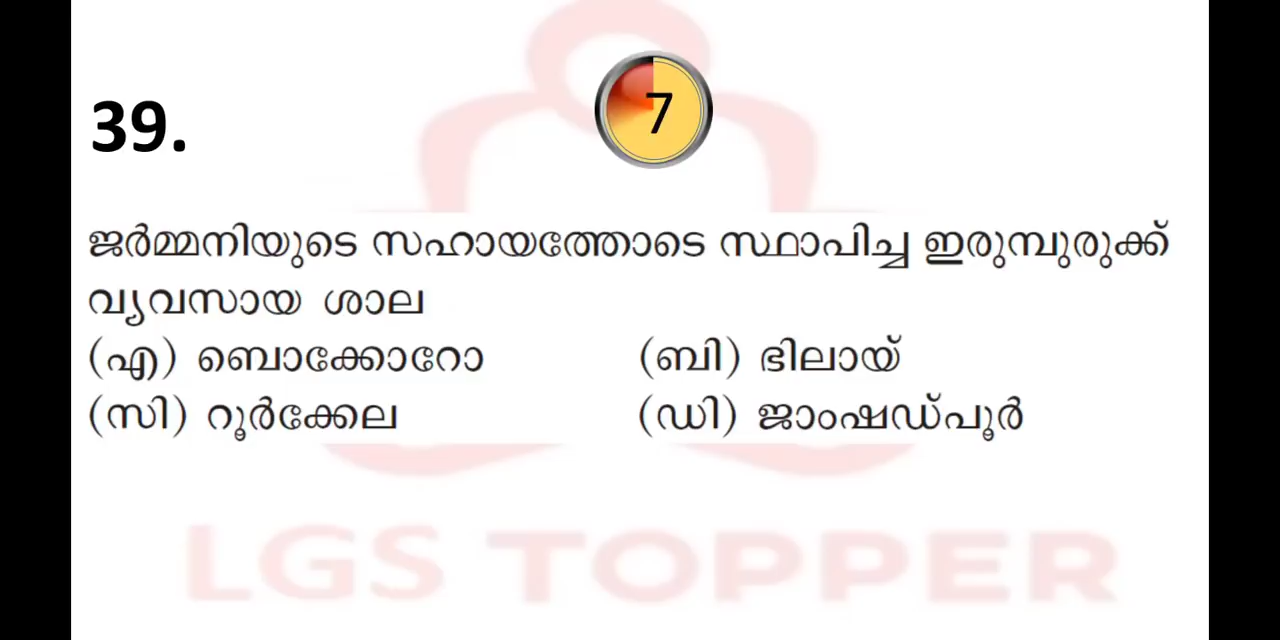 39.
7
ജർമ്മനിയുടെ സഹായത്തോടെ സ്ഥാപിച്ച ഇരുമ്പുരുക്ക്
വ്യവസായ ശാല
(എ) ബൊക്കോറോ (ബി) ഭിലായ്
(സി) റൂർക്കേല (ഡി) ജാംഷഡ്പൂർ
LGS TOPPER